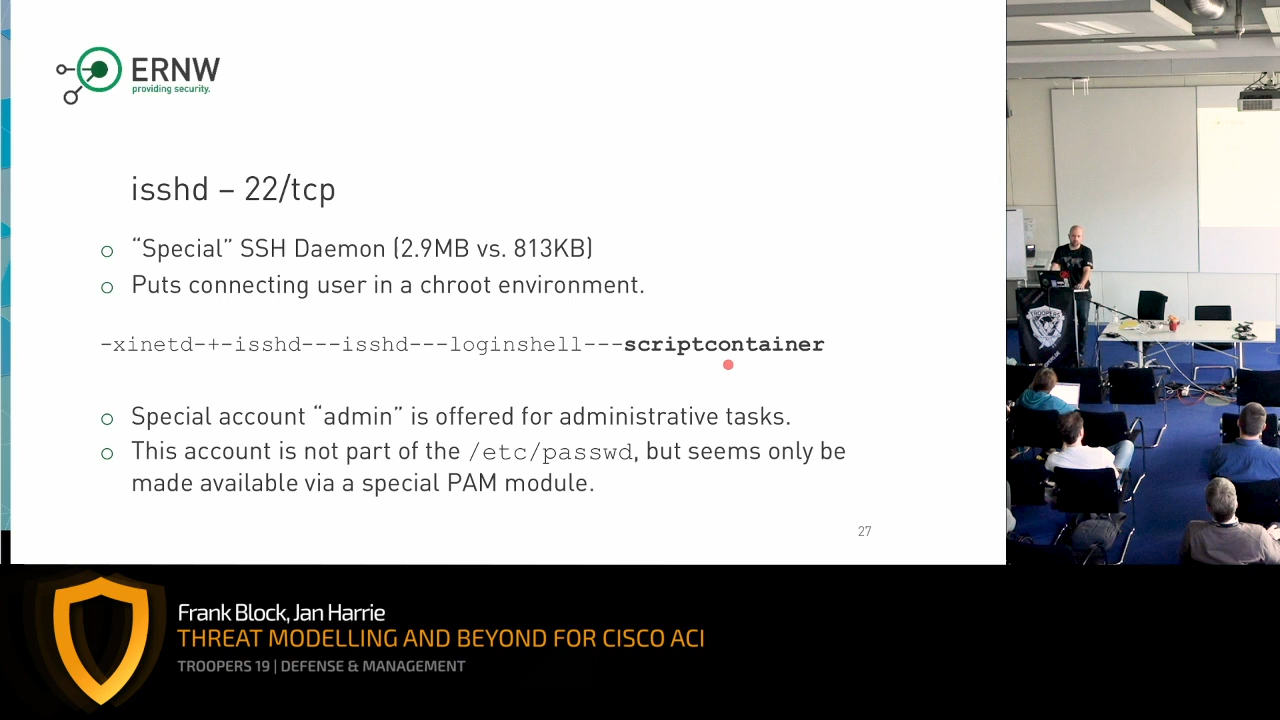 ERNW
providing security.
isshd – 22/tcp
“Special” SSH Daemon (2.9MB vs. 813KB)
Puts connecting user in a chroot environment.
-xinetd-+-isshd---isshd---loginshell---scriptcontainer
Special account “admin” is offered for administrative tasks.
This account is not part of the /etc/passwd, but seems only be
made available via a special PAM module.
27
TROOPERS
Frank Block, Jan Harrie
THREAT MODELLING AND BEYOND FOR CISCO ACI
TROOPERS 19 | DEFENSE & MANAGEMENT